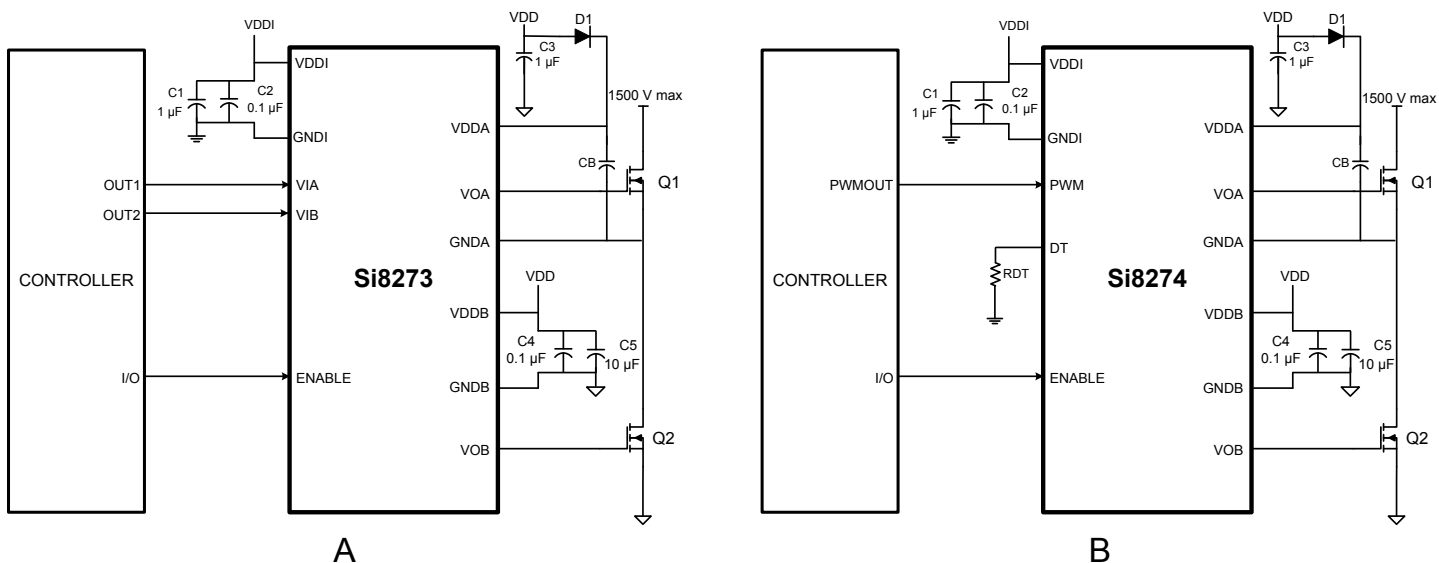 VDDI
VDD
D1
C3
1 µF
VDDI
C1
1 µF
C2
0.1 µF
GNDI
1500 V max
VDDA
CB
OUT1
VIA
VOA
Q1
OUT2
VIB
GNDA
CONTROLLER
Si8273
VDD
VDDB
C4
0.1 µF
C5
10 µF
I/O
ENABLE
GNDB
VOB
Q2
A
VDDI
VDD
D1
C3
1 µF
VDDI
C1
1 µF
C2
0.1 µF
GNDI
1500 V max
VDDA
CB
PWMOUT
PWM
VOA
Q1
DT
GNDA
RDT
CONTROLLER
Si8274
VDD
VDDB
C4
0.1 µF
C5
10 µF
I/O
ENABLE
GNDB
VOB
Q2
B